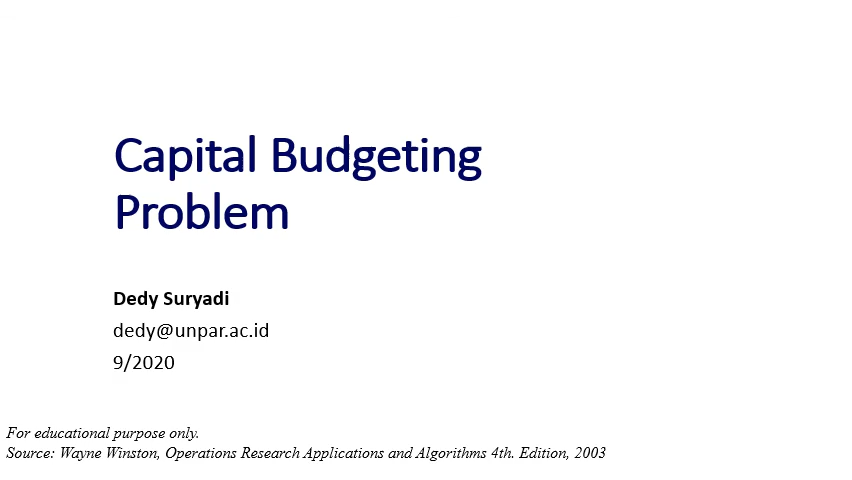 Capital Budgeting
Problem
Dedy Suryadi
dedy@unpar.ac.id
9/2020
For educational purpose only.
Source: Wayne Winston, Operations Research Applications and Algorithms 4th. Edition, 2003